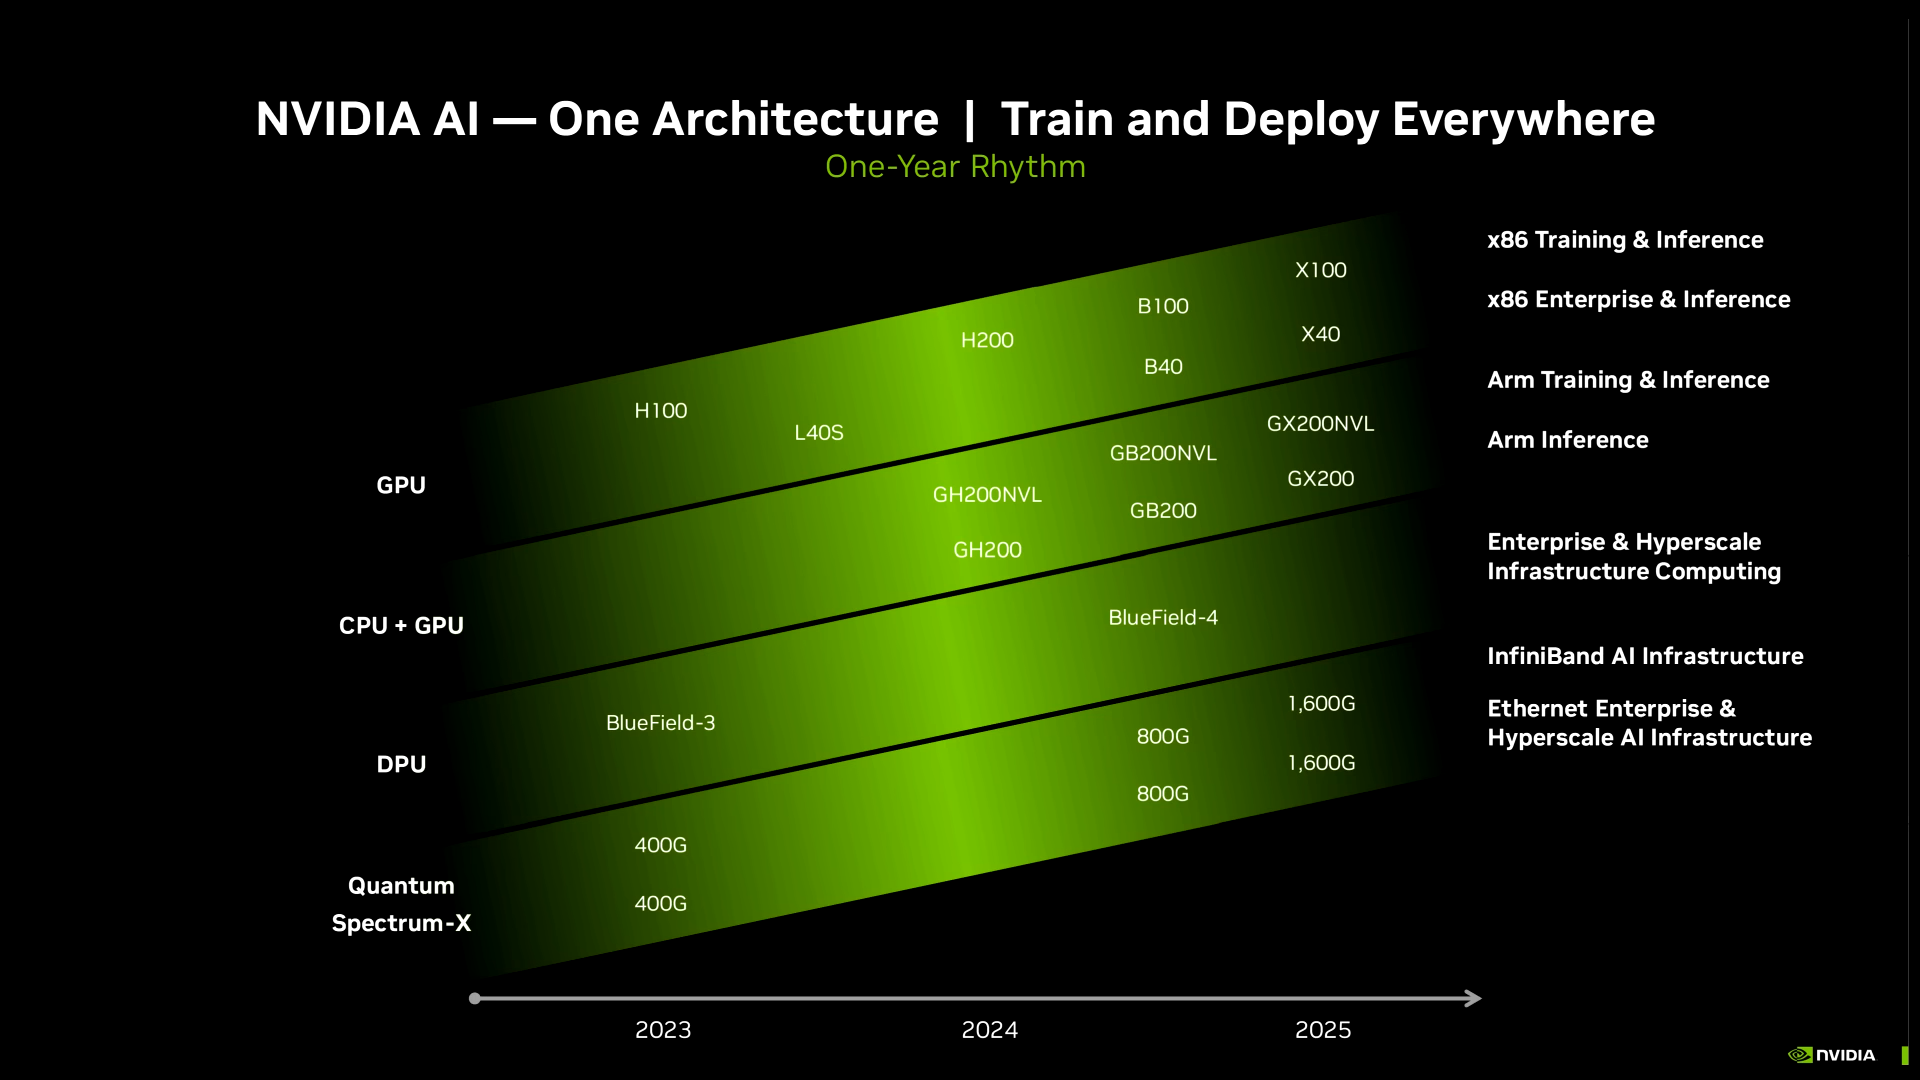 NVIDIA AI — One Architecture | Train and Deploy Everywhere
One-Year Rhythm
GPU
H100
L40S
H200
B100
B40
X100
X40
x86 Training & Inference
x86 Enterprise & Inference
CPU + GPU
GH200NVL
GH200
GB200NVL
GB200
GX200NVL
GX200
Arm Training & Inference
Arm Inference
DPU
BlueField-3
BlueField-4
Enterprise & Hyperscale
Infrastructure Computing
Quantum
Spectrum-X
400G
400G
800G
800G
1,600G
1,600G
InfiniBand AI Infrastructure
Ethernet Enterprise &
Hyperscale AI Infrastructure
2023
2024
2025
NVIDIA